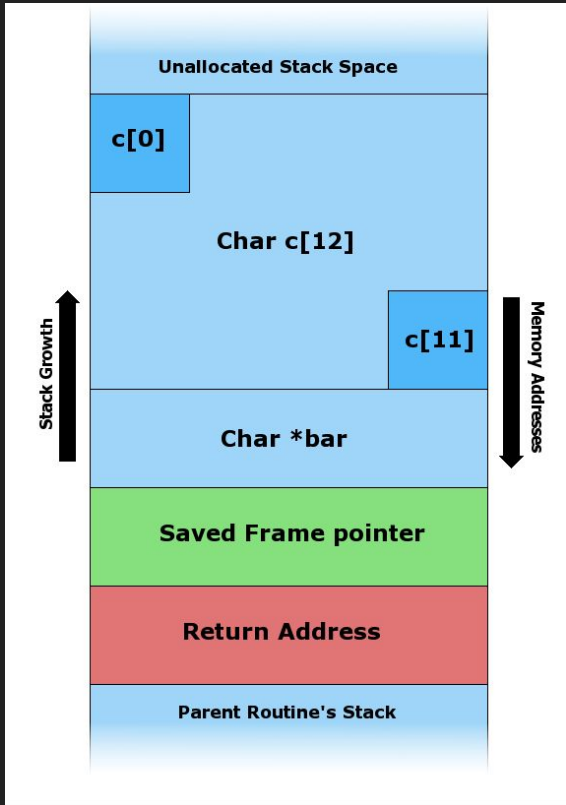 Unallocated Stack Space
c[0]
Char c[12]
Stack Growth
Memory Addresses
c[11]
Char *bar
Saved Frame pointer
Return Address
Parent Routine's Stack